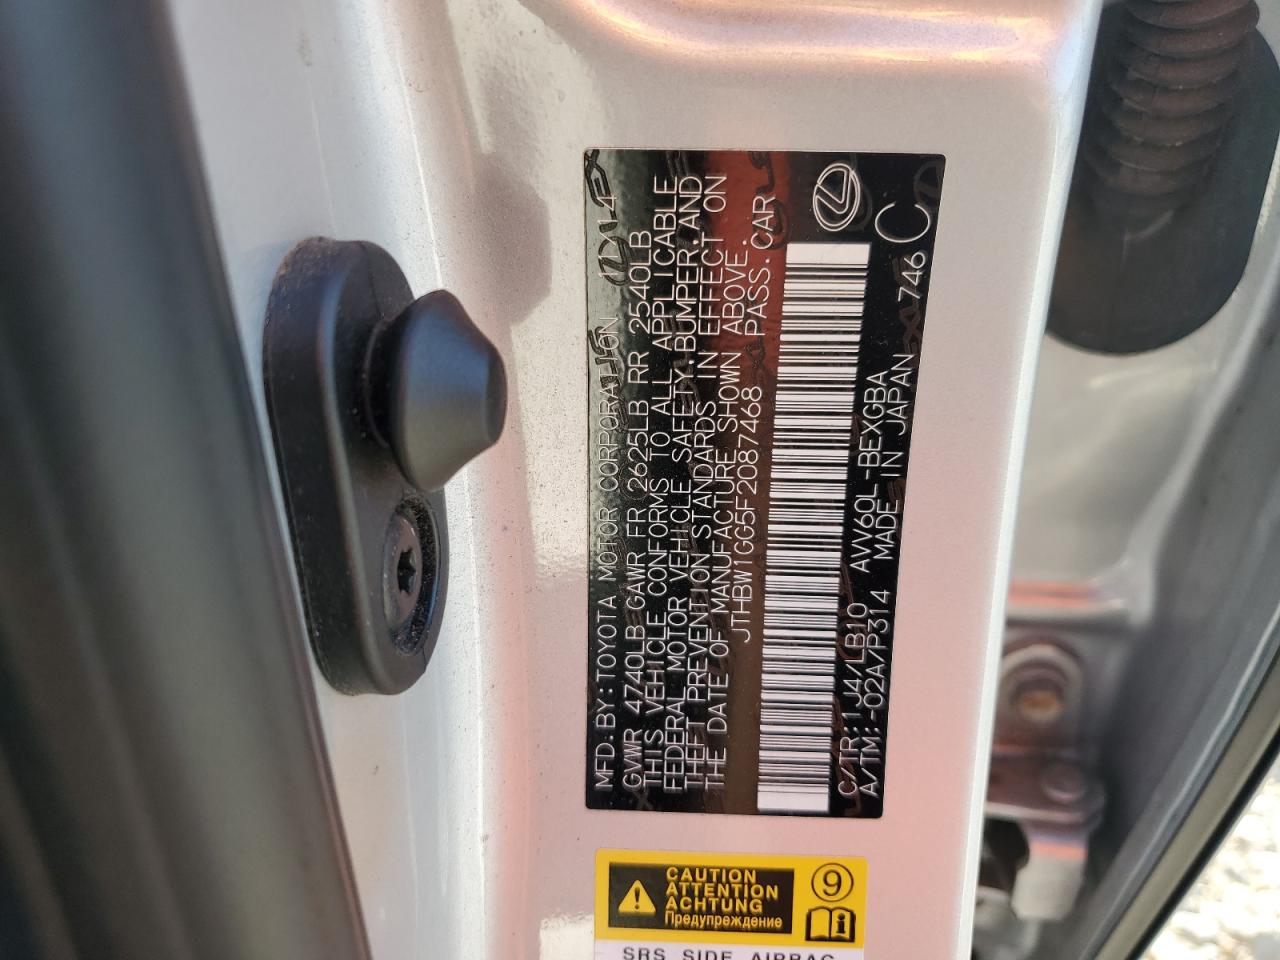 MFD.BY:TOYOTA MOTOR CORPORATION 11/14
GVWR 4740LB GAWR FR 2625LB RR 2540LB
THIS VEHICLE CONFORMS TO ALL APPLICABLE
FEDERAL MOTOR VEHICLE SAFETY,BUMPER,AND
THEFT PREVENTION STANDARDS IN EFFECT ON
THE DATE OF MANUFACTURE SHOWN ABOVE.
JTHBW1GG5F2087468 PASS.CAR
C/TR:1J4/LB10 AVV60L-BEXGBA
A/TM:-02A/P314 MADE IN JAPAN A746
C
CAUTION
ATTENTION
ACHTUNG
Предупреждение
9
SRS SIDE AIRBAG